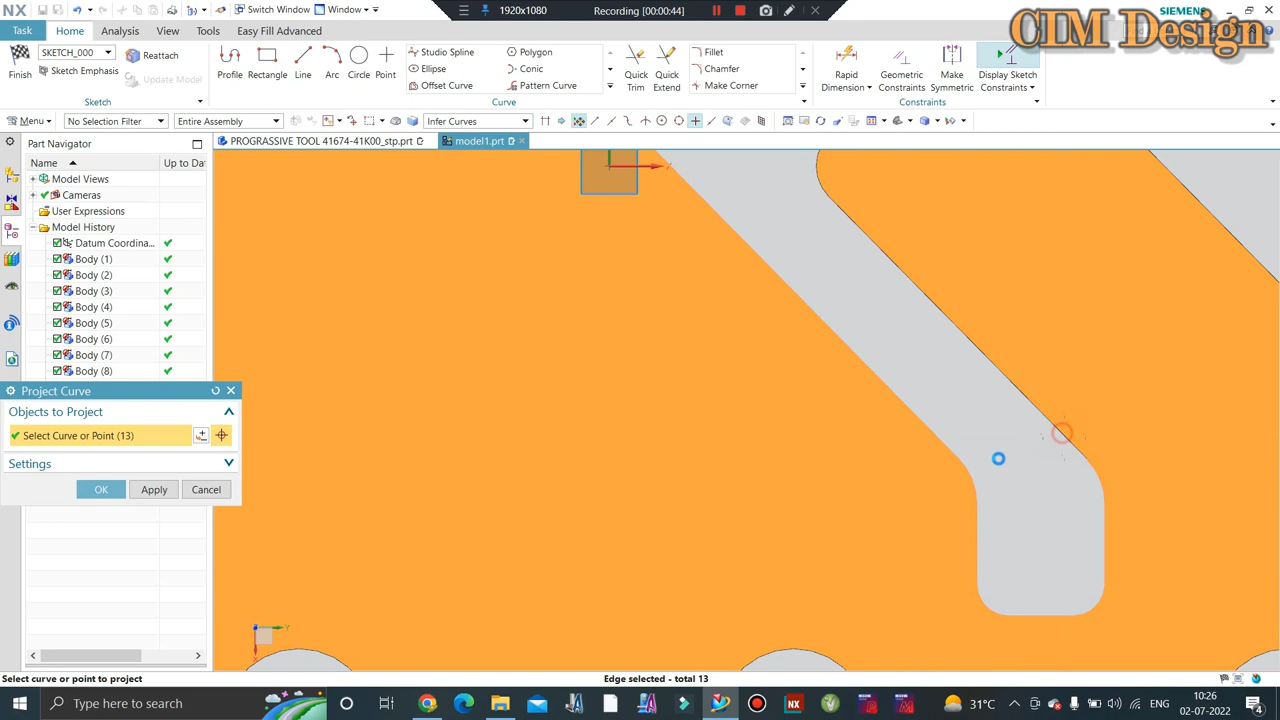 NX
Switch Window
Window
1920x1080
Recording [00:00:44]
SIEMENS
CIM Design
Task
Home
Analysis
View
Tools
Easy Fill Advanced
Finish
SKETCH_000
Sketch Emphasis
Reattach
Update Model
Sketch
Profile
Rectangle
Line
Arc
Circle
Point
Studio Spline
Ellipse
Offset Curve
Polygon
Conic
Pattern Curve
Quick Trim
Quick Extend
Fillet
Chamfer
Make Corner
Curve
Rapid Dimension
Geometric Constraints
Make Symmetric
Display Sketch Constraints
Constraints
Menu
No Selection Filter
Entire Assembly
Infer Curves
Part Navigator
PROGRASSIVE TOOL 41674-41K00_stp.prt
model1.prt
Name
Up to Da
Model Views
Cameras
User Expressions
Model History
Datum Coordina...
Body (1)
Body (2)
Body (3)
Body (4)
Body (5)
Body (6)
Body (7)
Body (8)
Project Curve
Objects to Project
Select Curve or Point (13)
Settings
OK
Apply
Cancel
X
Y
X
Select curve or point to project
Edge selected - total 13
Type here to search
31°C
ENG
10:26
02-07-2022
4